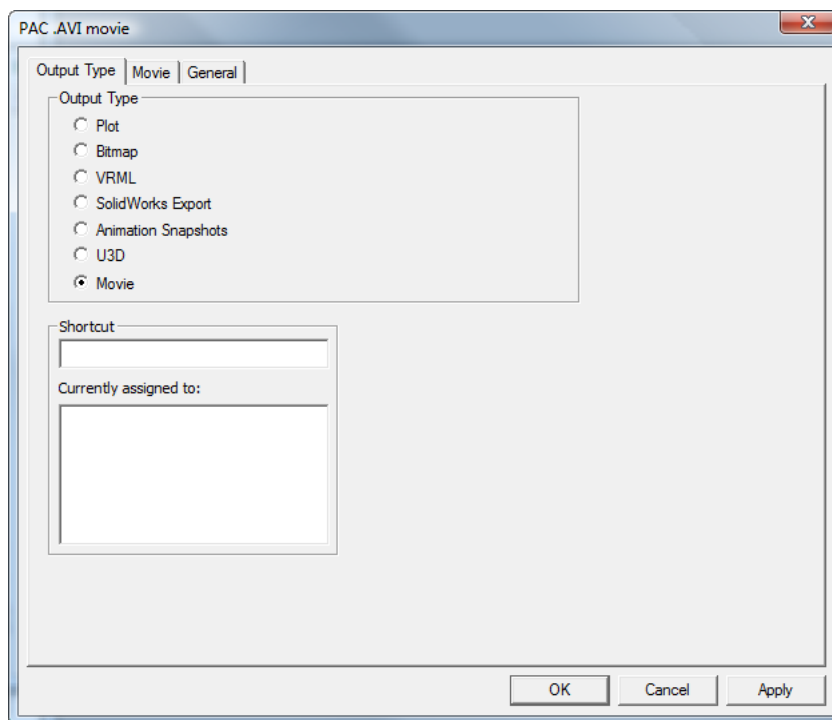 PAC .AVI movie
Output Type Movie General
Output Type
Plot
Bitmap
VRML
SolidWorks Export
Animation Snapshots
U3D
Movie
Shortcut
Currently assigned to:
OK Cancel Apply